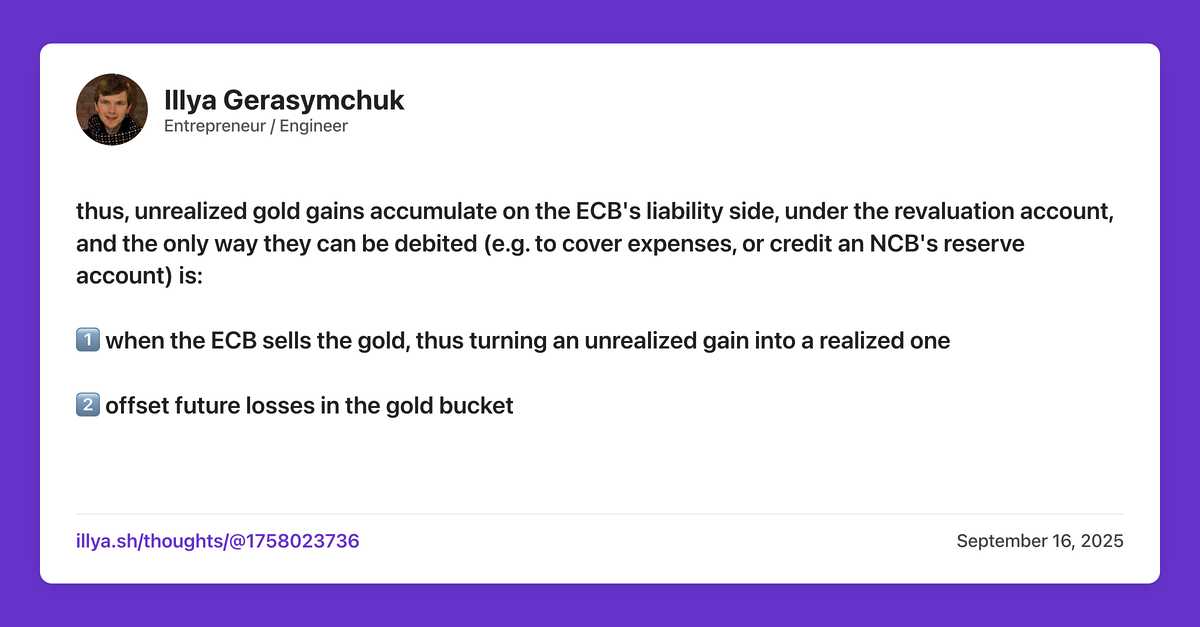 Illya Gerasymchuk
Entrepreneur / Engineer
thus, unrealized gold gains accumulate on the ECB's liability side, under the revaluation account,
and the only way they can be debited (e.g. to cover expenses, or credit an NCB's reserve
account) is:
1️⃣ when the ECB sells the gold, thus turning an unrealized gain into a realized one
2️⃣ offset future losses in the gold bucket
illya.sh/thoughts/@1758023736
September 16, 2025